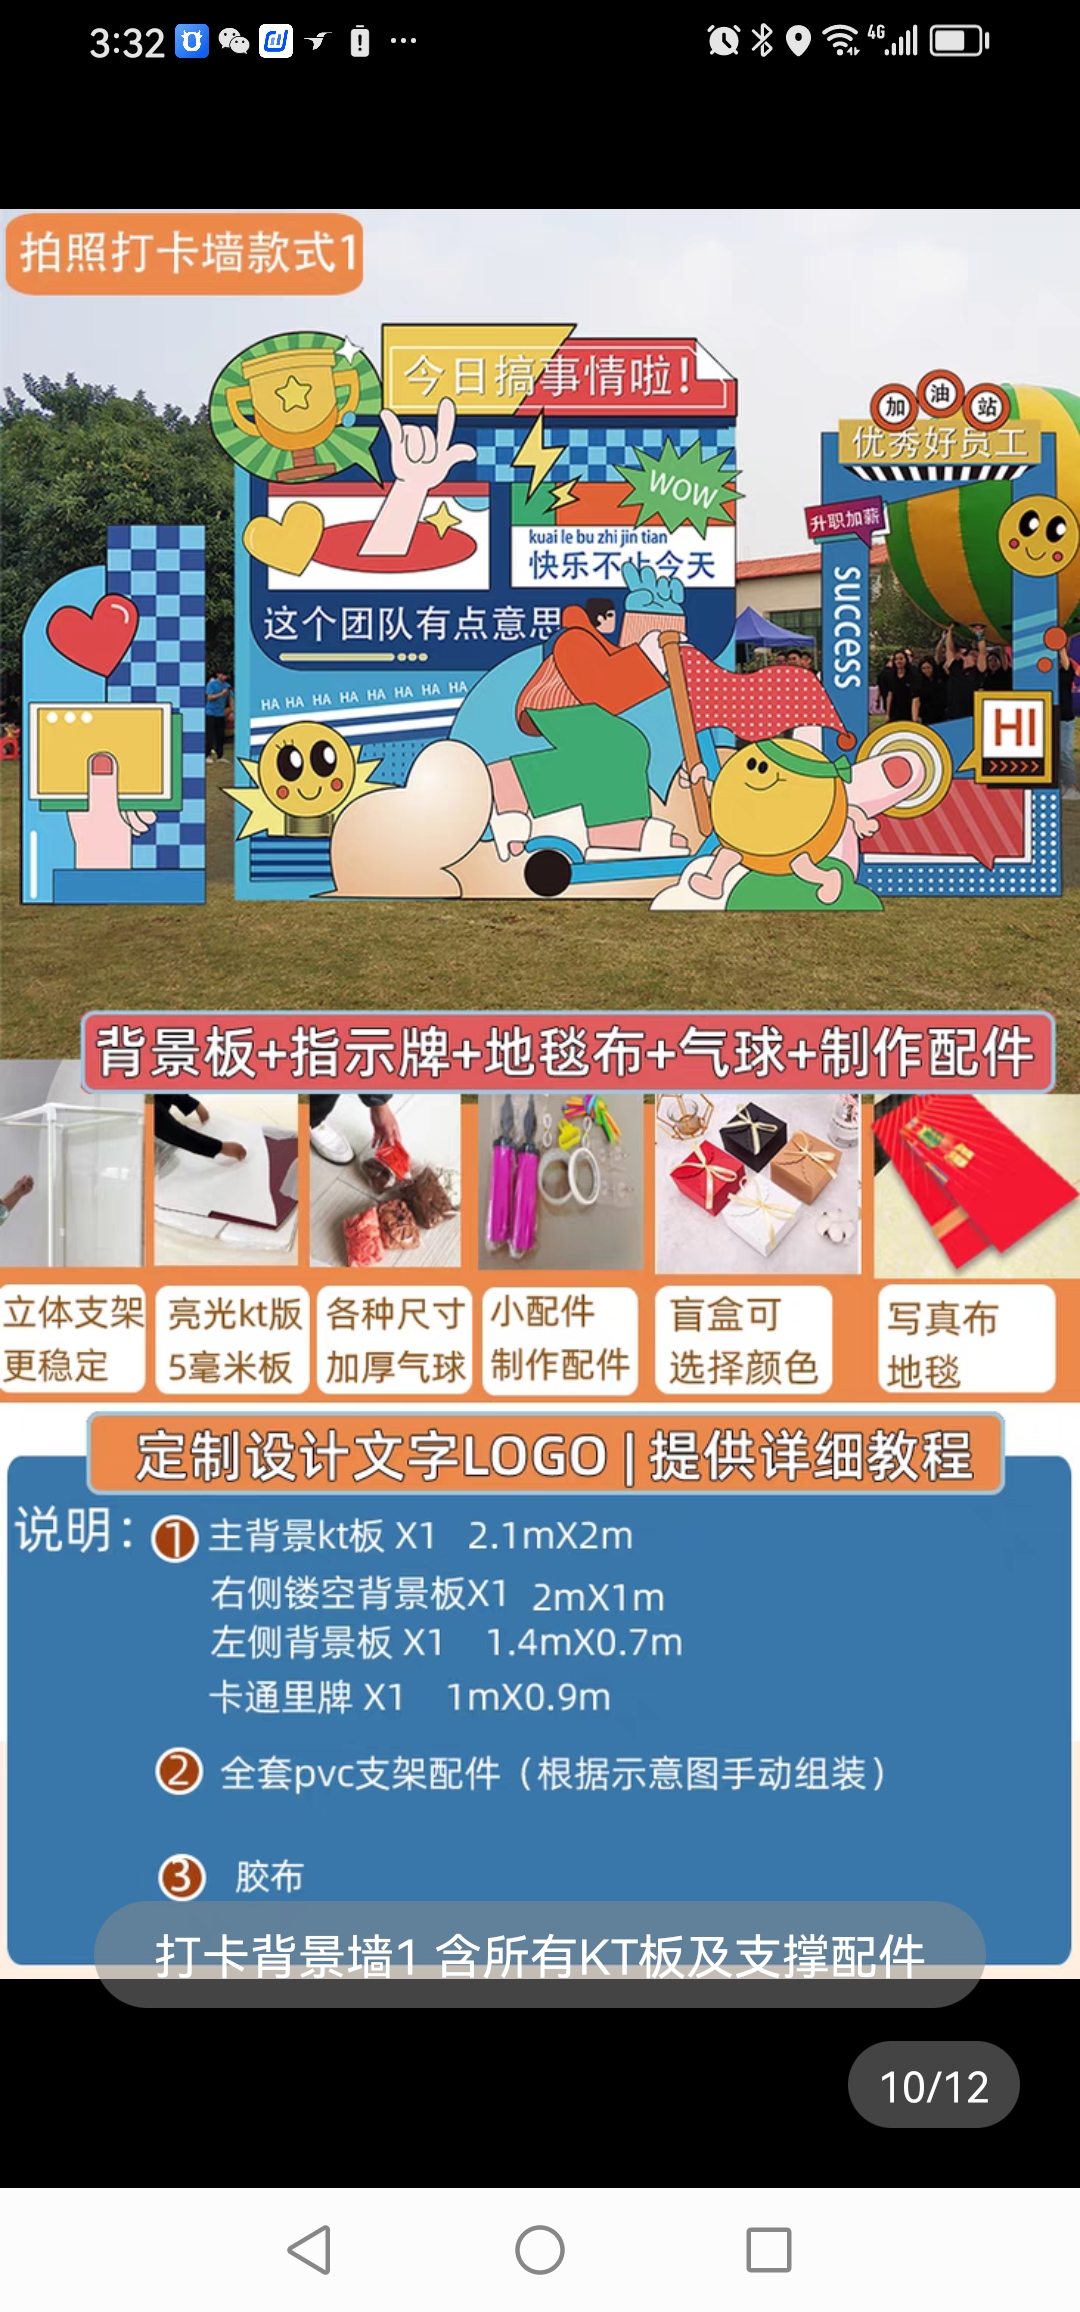 3:32
4G
拍照打卡墙款式1
今日搞事情啦!
加油站
优秀好员工
WOW
升职加薪
kuai le bu zhi jin tian
快乐不止今天
这个团队有点意思
success
HA HA HA HA HA HA HA HA
HI
>>>>>
背景板+指示牌+地毯布+气球+制作配件
立体支架
更稳定
亮光kt版
5毫米板
各种尺寸
加厚气球
小配件
制作配件
盲盒可
选择颜色
写真布
地毯
定制设计文字LOGO | 提供详细教程
说明:
① 主背景kt板 X1 2.1mX2m
右侧镂空背景板X1 2mX1m
左侧背景板 X1 1.4mX0.7m
卡通里牌 X1 1mX0.9m
② 全套pvc支架配件（根据示意图手动组装）
③ 胶布
打卡背景墙1 含所有KT板及支撑配件
10/12